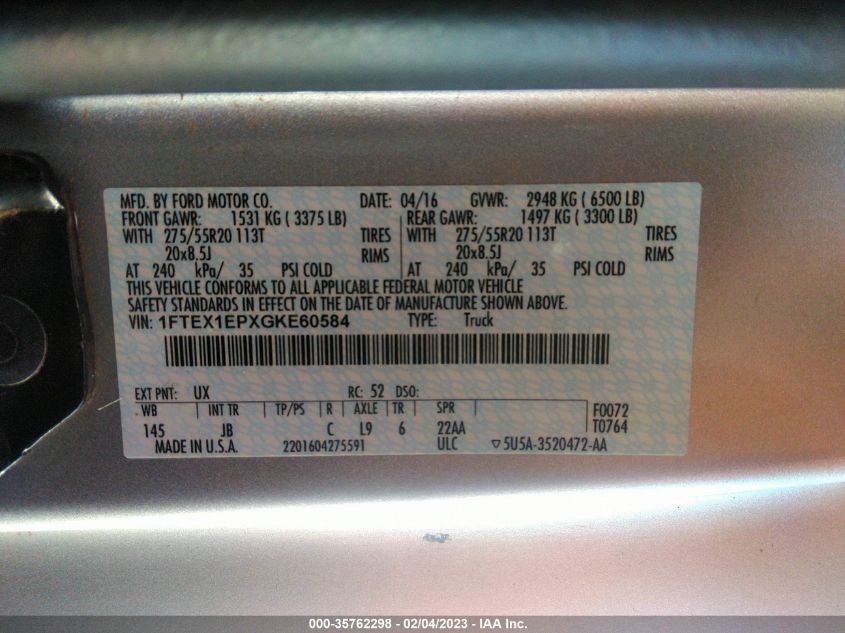 MFD. BY FORD MOTOR CO. DATE: 04/16 GVWR: 2948 KG ( 6500 LB)
FRONT GAWR: 1531 KG ( 3375 LB) REAR GAWR: 1497 KG ( 3300 LB)
WITH 275/55R20 113T TIRES WITH 275/55R20 113T TIRES
20x8.5J RIMS 20x8.5J RIMS
AT 240 kPa/ 35 PSI COLD AT 240 kPa/ 35 PSI COLD
THIS VEHICLE CONFORMS TO ALL APPLICABLE FEDERAL MOTOR VEHICLE
SAFETY STANDARDS IN EFFECT ON THE DATE OF MANUFACTURE SHOWN ABOVE.
VIN: 1FTEX1EPXGKE60584 TYPE: Truck
EXT PNT: UX RC: 52 DSO:
WB INT TR TP/PS R AXLE TR SPR F0072
145 JB C L9 6 22AA T0764
MADE IN U.S.A. 2201604275591 ULC ▽5U5A-3520472-AA
000-35762298 - 02/04/2023 - IAA Inc.